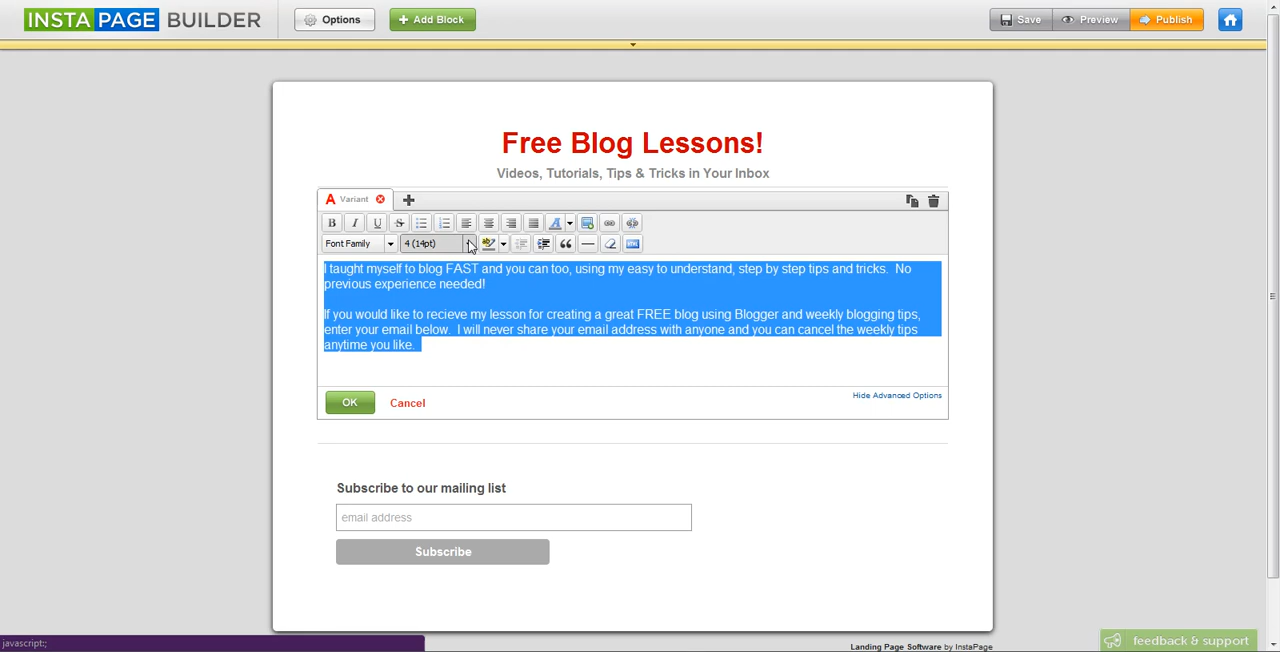 INSTAPAGE BUILDER
Options
+ Add Block
Save
Preview
Publish
Free Blog Lessons!
Videos, Tutorials, Tips & Tricks in Your Inbox
A Variant
B I U S
Font Family
4 (14pt)
I taught myself to blog FAST and you can too, using my easy to understand, step by step tips and tricks.  No
previous experience needed!
If you would like to recieve my lesson for creating a great FREE blog using Blogger and weekly blogging tips,
enter your email below.  I will never share your email address with anyone and you can cancel the weekly tips
anytime you like.
OK
Cancel
Hide Advanced Options
Subscribe to our mailing list
email address
Subscribe
javascript:;
Landing Page Software by InstaPage
feedback & support